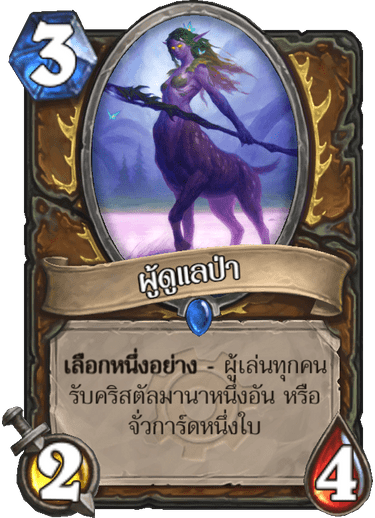 3
ผู้ดูแลป่า
เลือกหนึ่งอย่าง - ผู้เล่นทุกคน
รับคริสตัลมานาหนึ่งอัน หรือ
จั่วการ์ดหนึ่งใบ
2
4